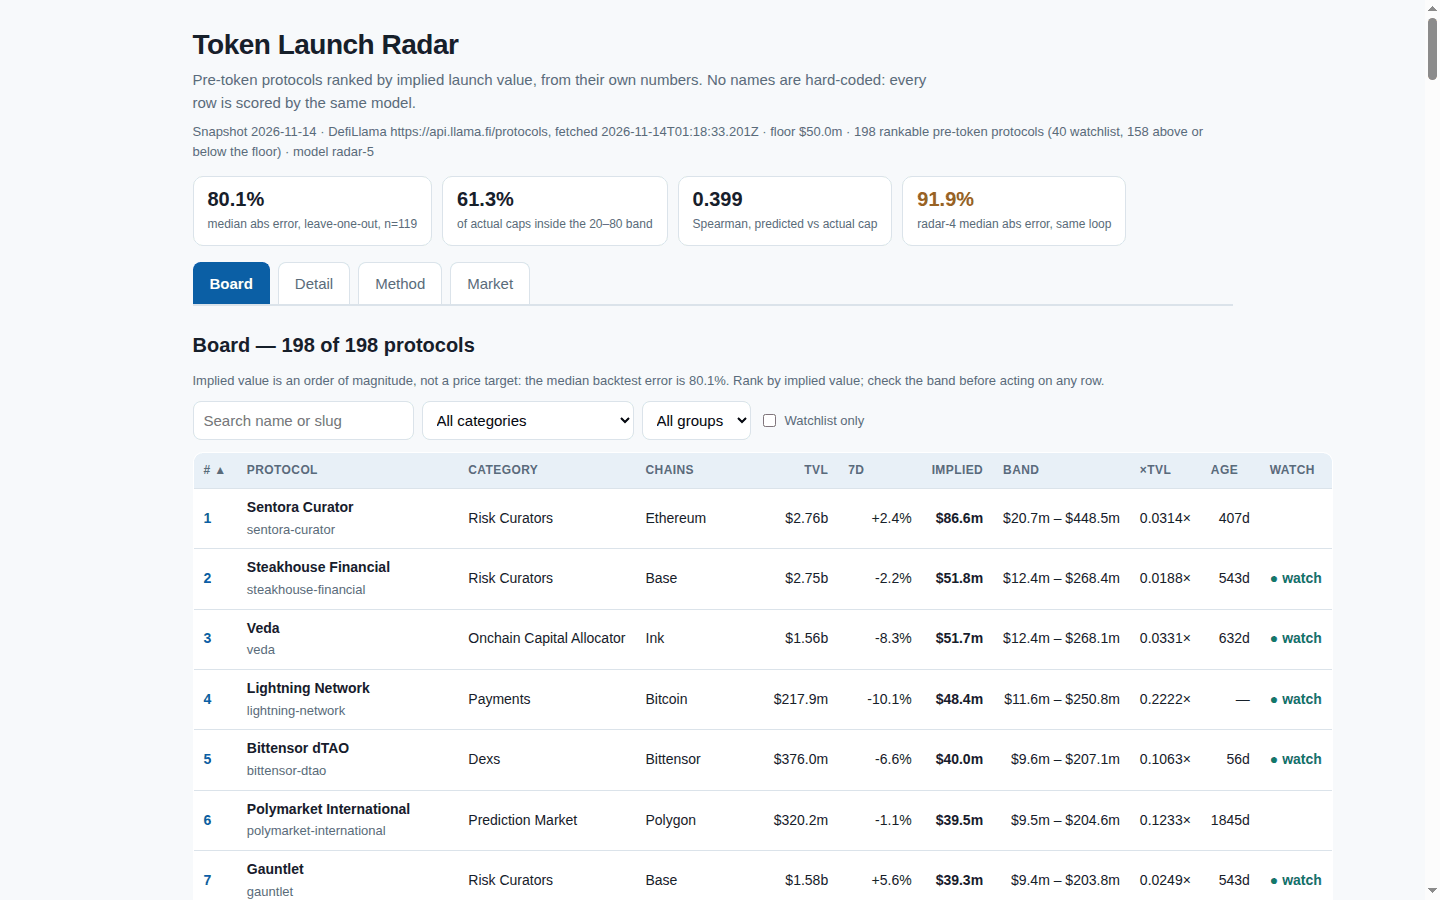 Token Launch Radar
Pre-token protocols ranked by implied launch value, from their own numbers. No names are hard-coded: every
row is scored by the same model.
Snapshot 2026-11-14 · DefiLlama https://api.llama.fi/protocols, fetched 2026-11-14T01:18:33.201Z · floor $50.0m · 198 rankable pre-token protocols (40 watchlist, 158 above or
below the floor) · model radar-5
80.1% 61.3% 0.399 91.9%
median abs error, leave-one-out, n=119 of actual caps inside the 20–80 band Spearman, predicted vs actual cap radar-4 median abs error, same loop
Board Detail Method Market
Board — 198 of 198 protocols
Implied value is an order of magnitude, not a price target: the median backtest error is 80.1%. Rank by implied value; check the band before acting on any row.
Search name or slug All categories All groups Watchlist only
# ▲ PROTOCOL CATEGORY CHAINS TVL 7D IMPLIED BAND ×TVL AGE WATCH
1 Sentora Curator Risk Curators Ethereum $2.76b +2.4% $86.6m $20.7m – $448.5m 0.0314× 407d
sentora-curator
2 Steakhouse Financial Risk Curators Base $2.75b -2.2% $51.8m $12.4m – $268.4m 0.0188× 543d ● watch
steakhouse-financial
3 Veda Onchain Capital Allocator Ink $1.56b -8.3% $51.7m $12.4m – $268.1m 0.0331× 632d ● watch
veda
4 Lightning Network Payments Bitcoin $217.9m -10.1% $48.4m $11.6m – $250.8m 0.2222× — ● watch
lightning-network
5 Bittensor dTAO Dexs Bittensor $376.0m -6.6% $40.0m $9.6m – $207.1m 0.1063× 56d ● watch
bittensor-dtao
6 Polymarket International Prediction Market Polygon $320.2m -1.1% $39.5m $9.5m – $204.6m 0.1233× 1845d
polymarket-international
7 Gauntlet Risk Curators Base $1.58b +5.6% $39.3m $9.4m – $203.8m 0.0249× 543d ● watch
gauntlet